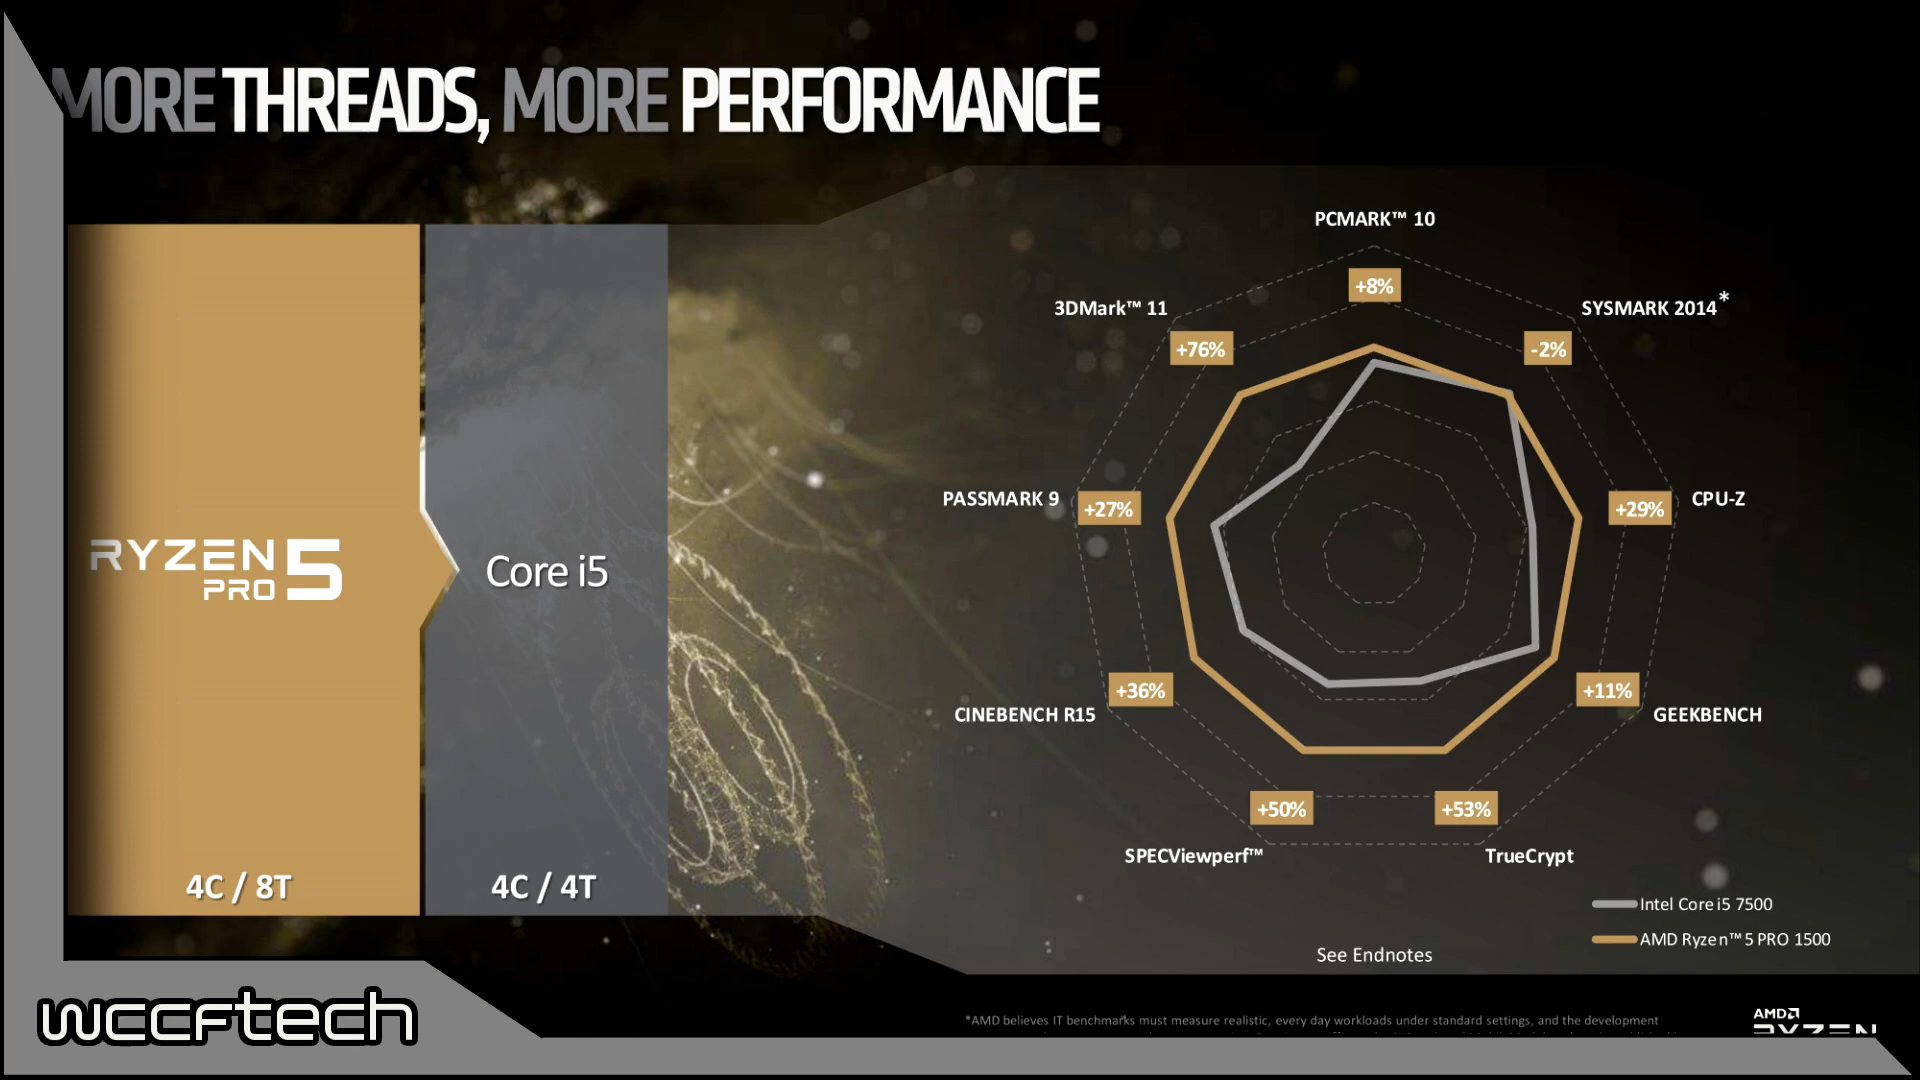 MORE THREADS, MORE PERFORMANCE
RYZEN
PRO 5
4C / 8T
Core i5
4C / 4T
PCMARK™ 10
+8%
SYSMARK 2014*
-2%
CPU-Z
+29%
GEEKBENCH
+11%
TrueCrypt
+53%
SPECViewperf™
+50%
CINEBENCH R15
+36%
PASSMARK 9
+27%
3DMark™ 11
+76%
Intel Core i5 7500
AMD Ryzen™ 5 PRO 1500
See Endnotes
*AMD believes IT benchmarks must measure realistic, every day workloads under standard settings, and the development
AMD
RYZEN
wccftech